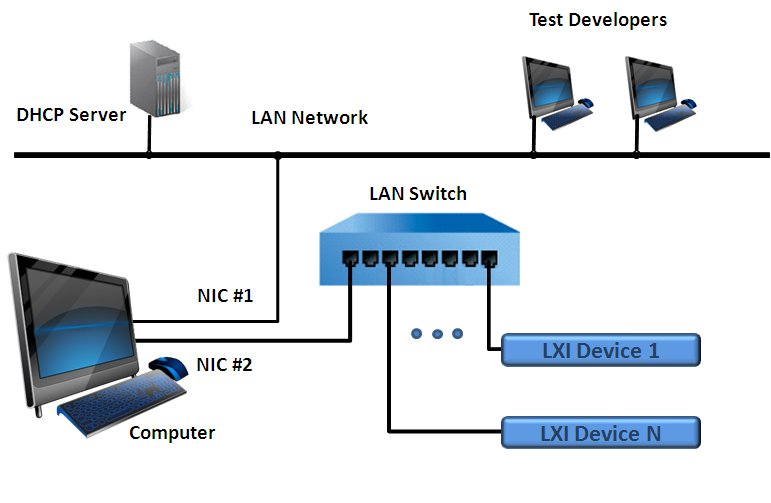 Test Developers
DHCP Server
LAN Network
LAN Switch
NIC #1
NIC #2
LXI Device 1
Computer
LXI Device N